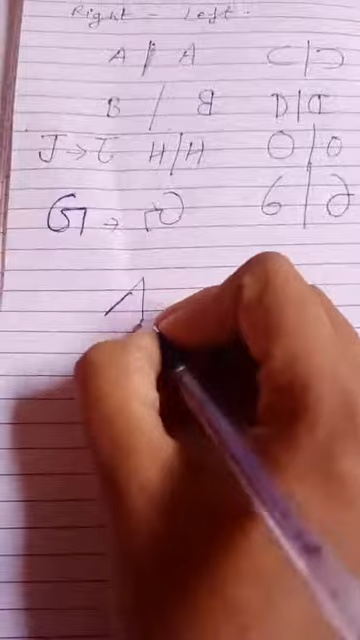 Right - Left.
A | A C | Ɔ
B / ᗺ D | ᗡ
J → Ⴑ H | H O | O
G → Ꭾ 6 | ∂
A